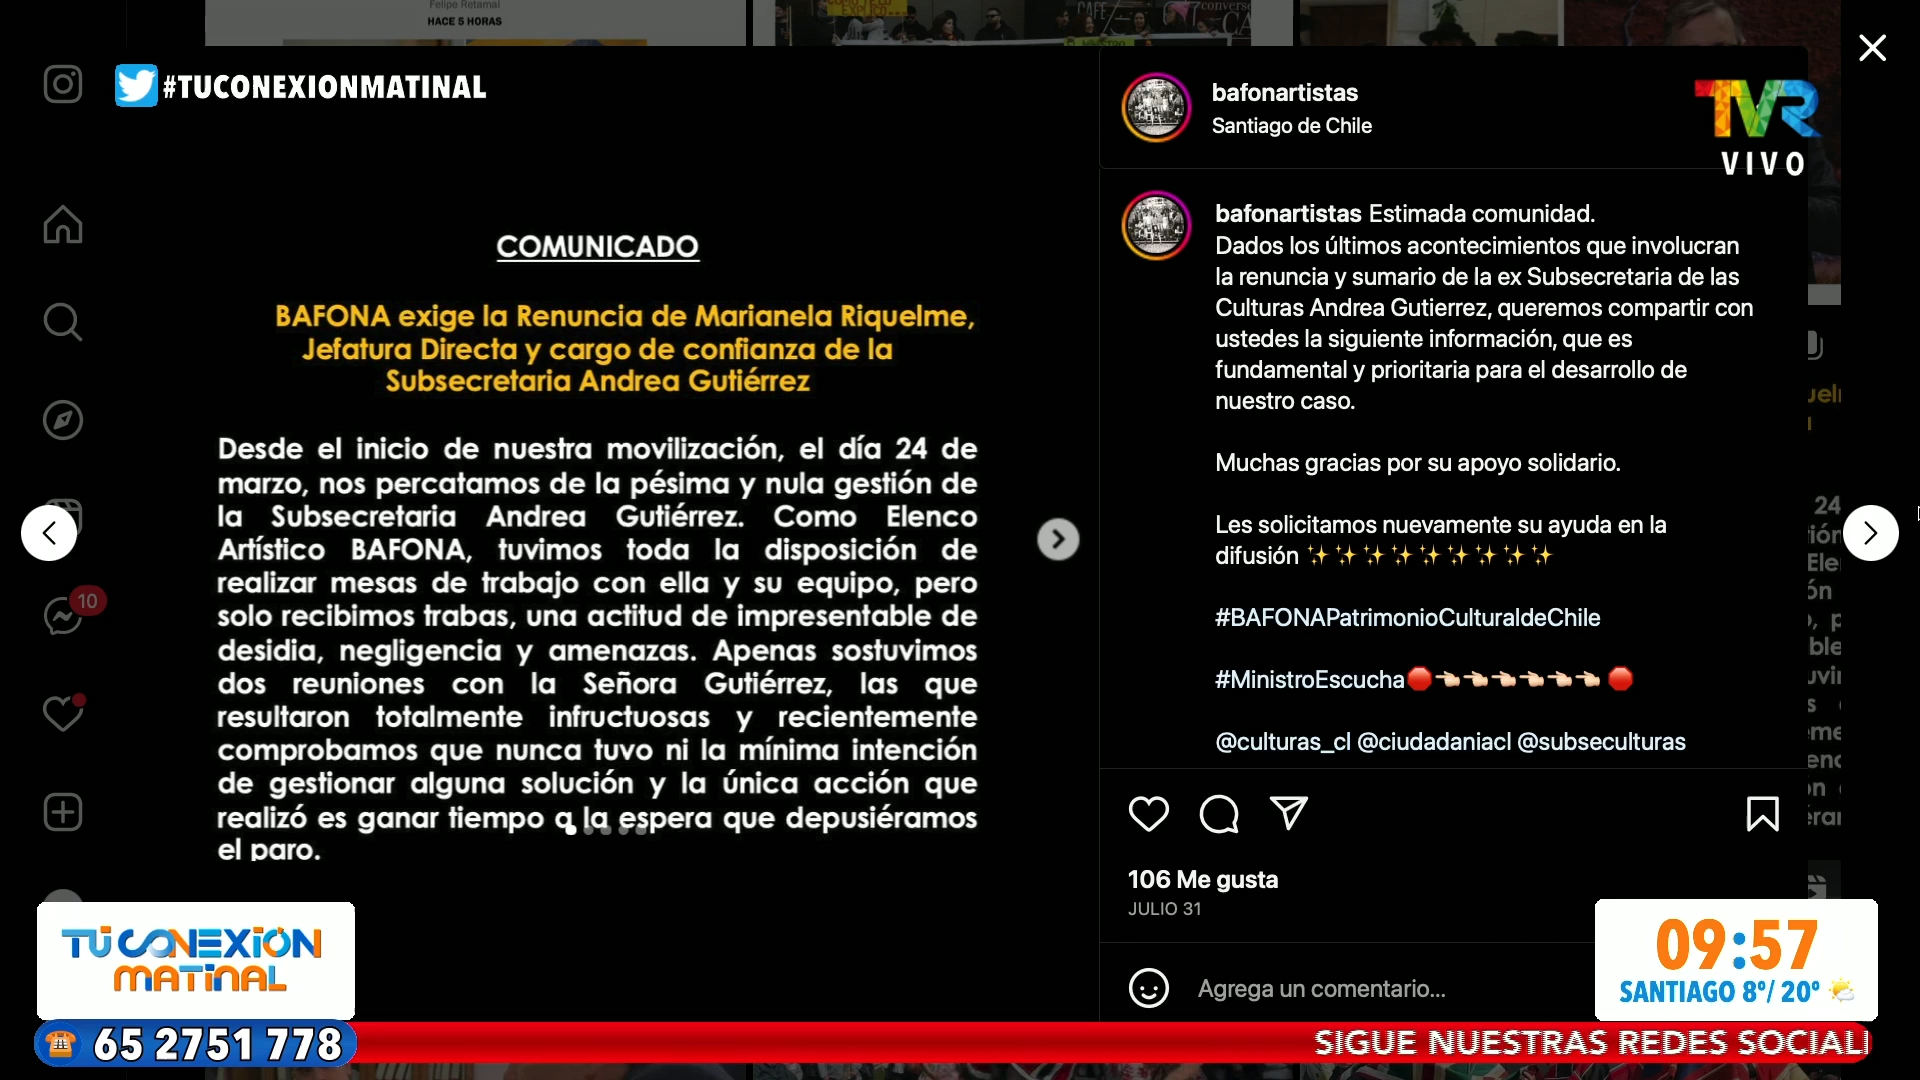 Felipe Retamal
HACE 5 HORAS
CAFE
#TUCONEXIONMATINAL
COMUNICADO
BAFONA exige la Renuncia de Marianela Riquelme,
Jefatura Directa y cargo de confianza de la
Subsecretaria Andrea Gutiérrez
Desde el inicio de nuestra movilización, el día 24 de
marzo, nos percatamos de la pésima y nula gestión de
la Subsecretaria Andrea Gutiérrez. Como Elenco
Artístico BAFONA, tuvimos toda la disposición de
realizar mesas de trabajo con ella y su equipo, pero
solo recibimos trabas, una actitud de impresentable de
desidia, negligencia y amenazas. Apenas sostuvimos
dos reuniones con la Señora Gutiérrez, las que
resultaron totalmente infructuosas y recientemente
comprobamos que nunca tuvo ni la mínima intención
de gestionar alguna solución y la única acción que
realizó es ganar tiempo a la espera que depusiéramos
el paro.
10
bafonartistas
Santiago de Chile
TVR
VIVO
bafonartistas Estimada comunidad.
Dados los últimos acontecimientos que involucran
la renuncia y sumario de la ex Subsecretaria de las
Culturas Andrea Gutierrez, queremos compartir con
ustedes la siguiente información, que es
fundamental y prioritaria para el desarrollo de
nuestro caso.
Muchas gracias por su apoyo solidario.
Les solicitamos nuevamente su ayuda en la
difusión ✨✨✨✨✨✨✨✨✨
#BAFONAPatrimonioCulturaldeChile
#MinistroEscucha🛑👈🏻👈🏻👈🏻👈🏻👈🏻👈🏻🛑
@culturas_cl @ciudadaniacl @subseculturas
106 Me gusta
JULIO 31
Agrega un comentario...
TU CONEXIÓN
MATINAL
09:57
SANTIAGO 8°/ 20°
65 2751 778
SIGUE NUESTRAS REDES SOCIALI